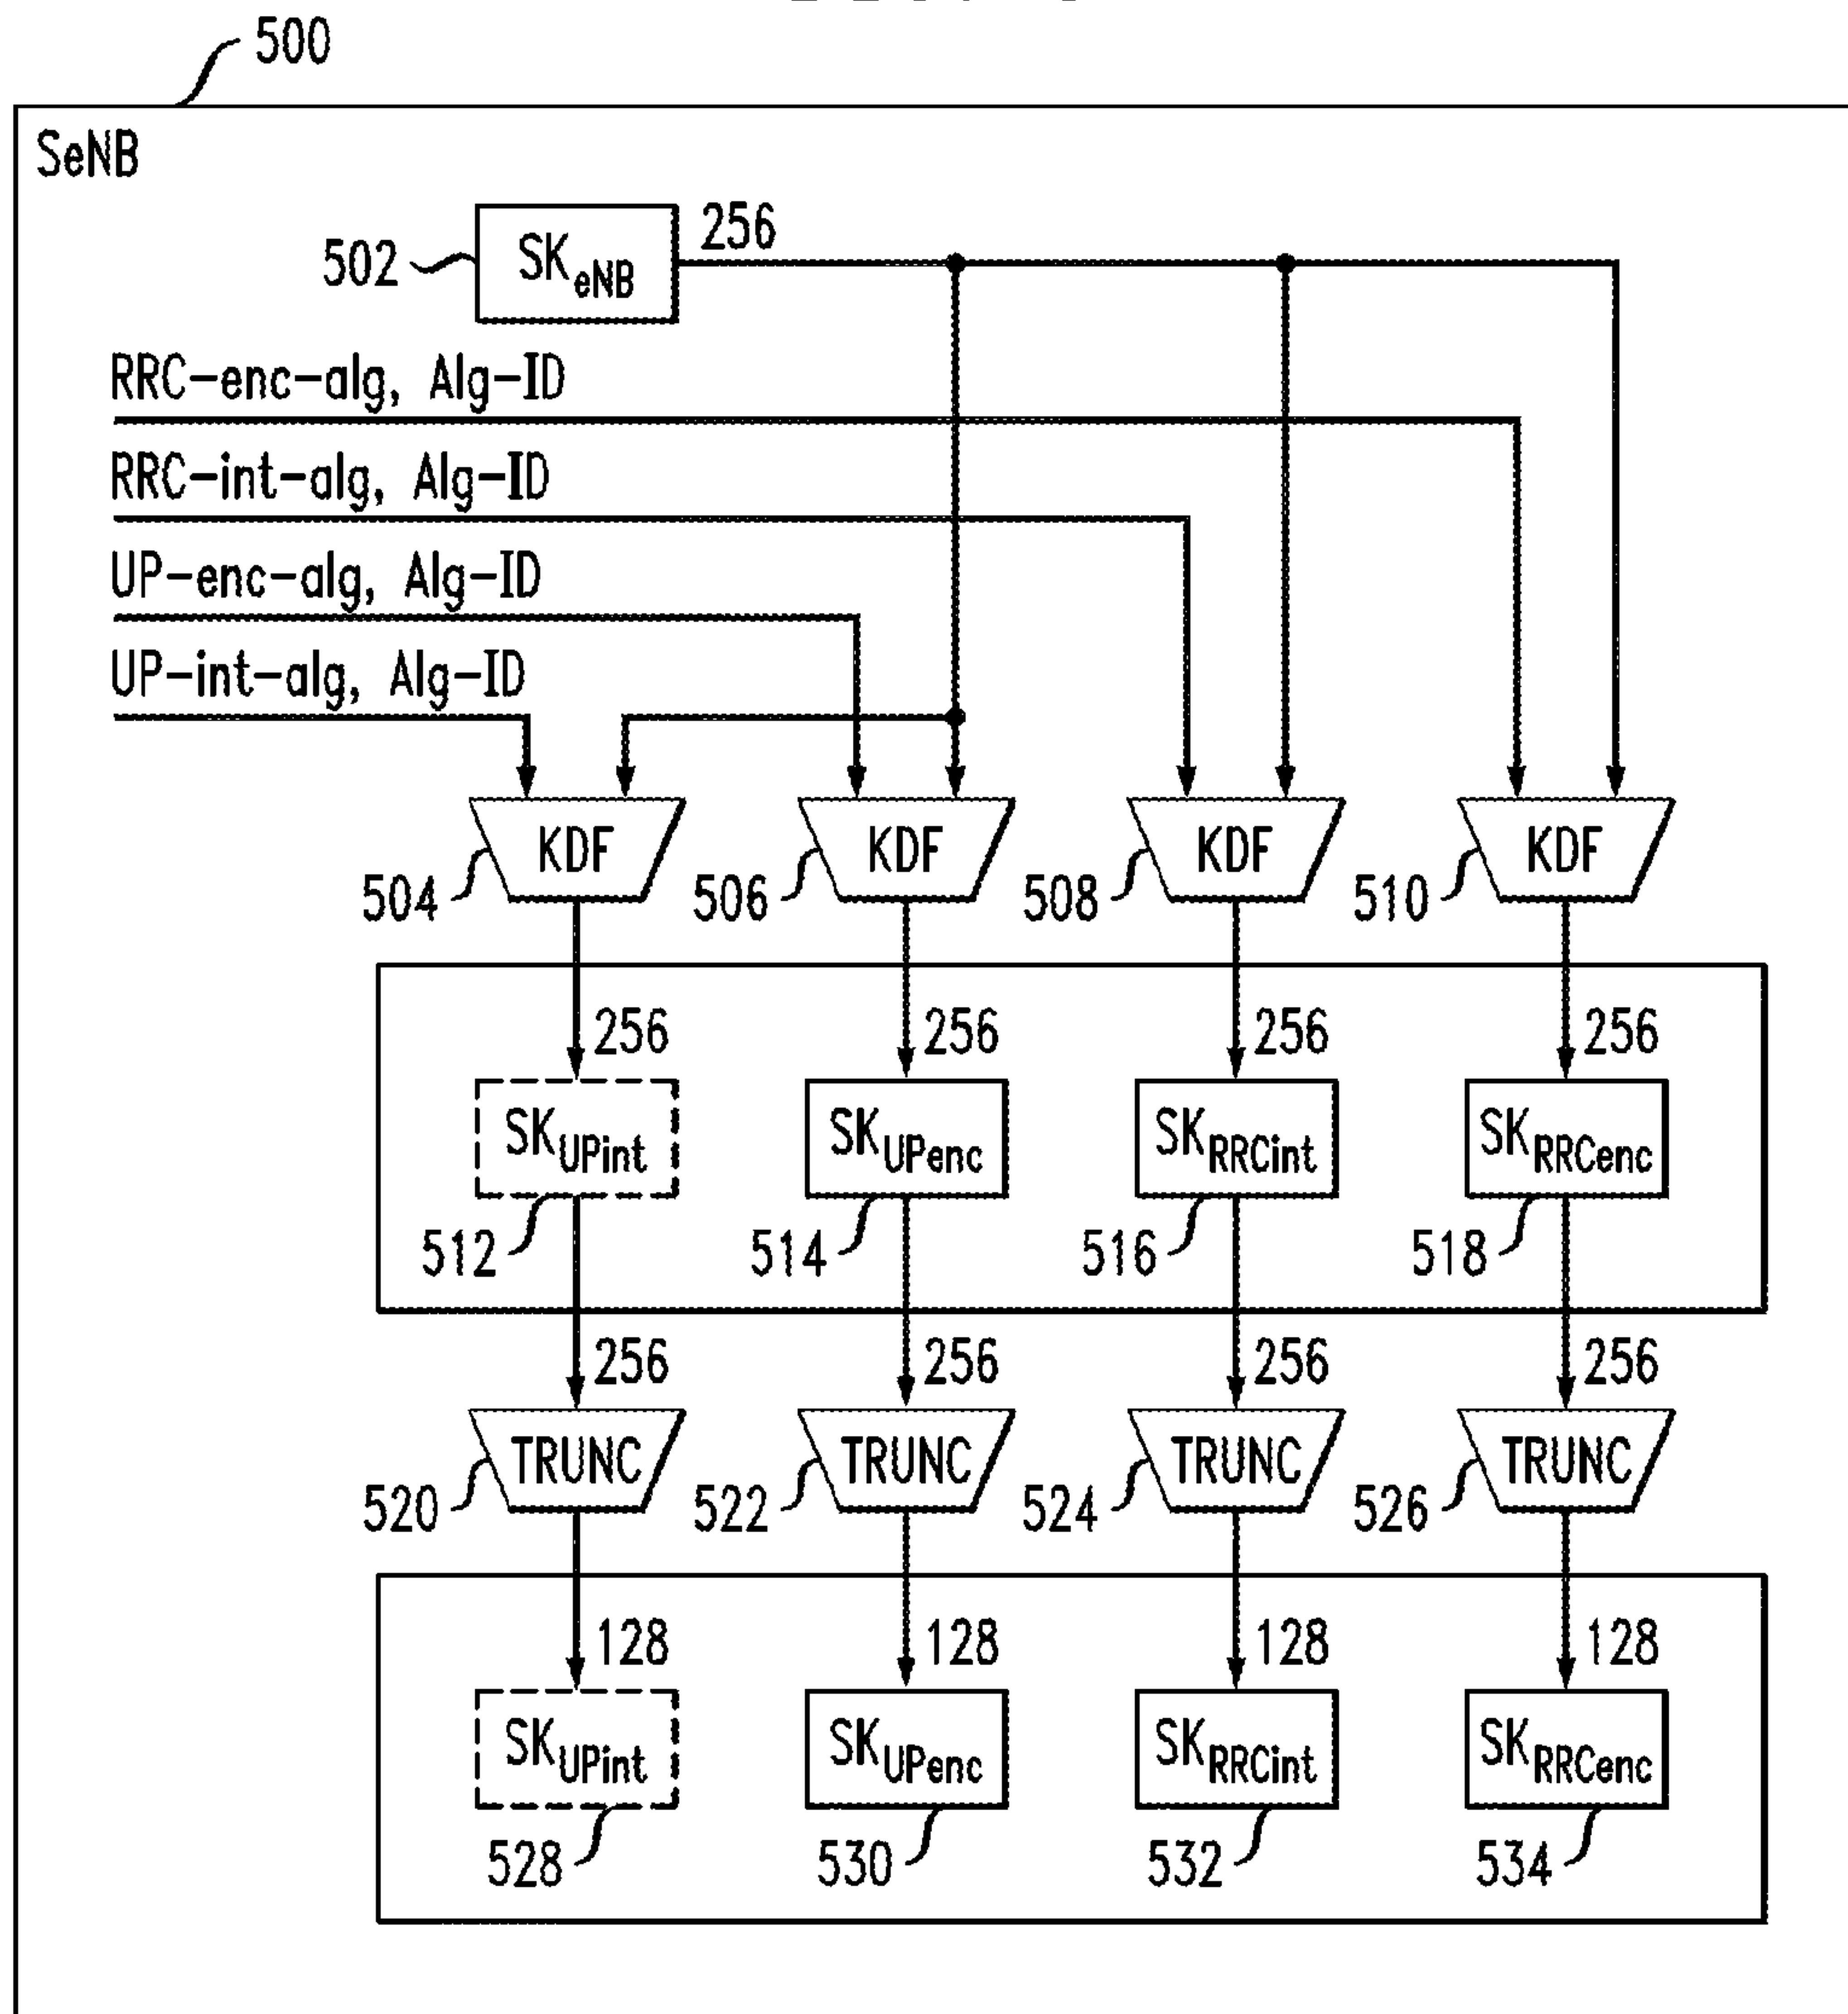 500
SeNB
256
502 SKeNB
RRC-enc-alg, Alg-ID
RRC-int-alg, Alg-ID
UP-enc-alg, Alg-ID
UP-int-alg, Alg-ID
KDF KDF KDF KDF
504 506 508 510
256 256 256 256
SKUPint SKUPenc SKRRCint SKRRCenc
512 514 516 518
256 256 256 256
TRUNC TRUNC TRUNC TRUNC
520 522 524 526
128 128 128 128
SKUPint SKUPenc SKRRCint SKRRCenc
528 530 532 534